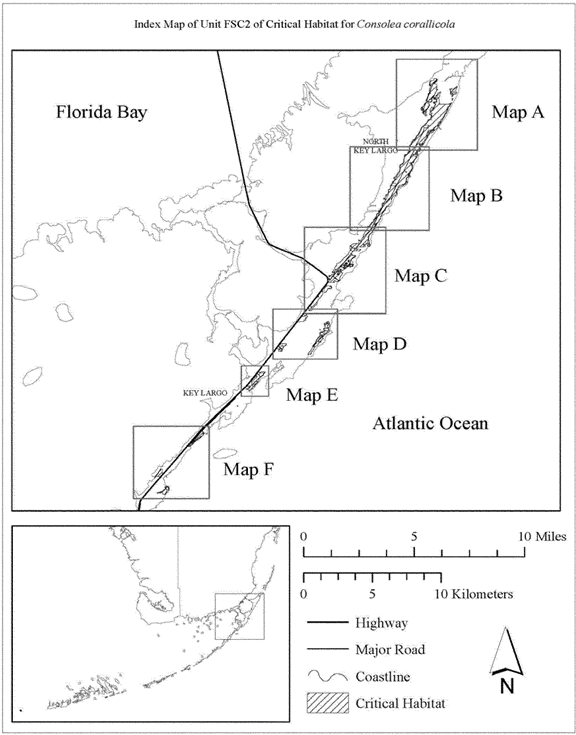 Index Map of Unit FSC2 of Critical Habitat for Consolea corallicola
Florida Bay
Map A
NORTH
KEY LARGO
Map B
Map C
Map D
Map E
KEY LARGO
Atlantic Ocean
Map F
0 5 10 Miles
0 5 10 Kilometers
Highway
Major Road
Coastline
Critical Habitat
N